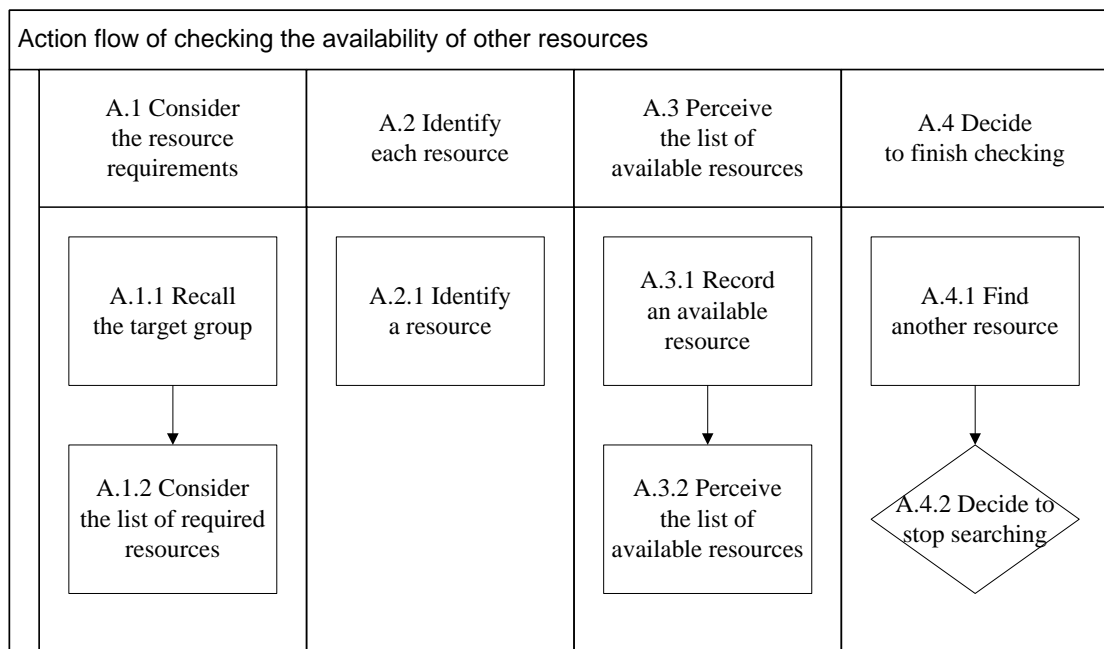 Action flow of checking the availability of other resources
A.1 Consider
the resource
requirements
A.2 Identify
each resource
A.3 Perceive
the list of
available resources
A.4 Decide
to finish checking
A.1.1 Recall
the target group
A.2.1 Identify
a resource
A.3.1 Record
an available
resource
A.4.1 Find
another resource
A.1.2 Consider
the list of required
resources
A.3.2 Perceive
the list of
available resources
A.4.2 Decide to
stop searching